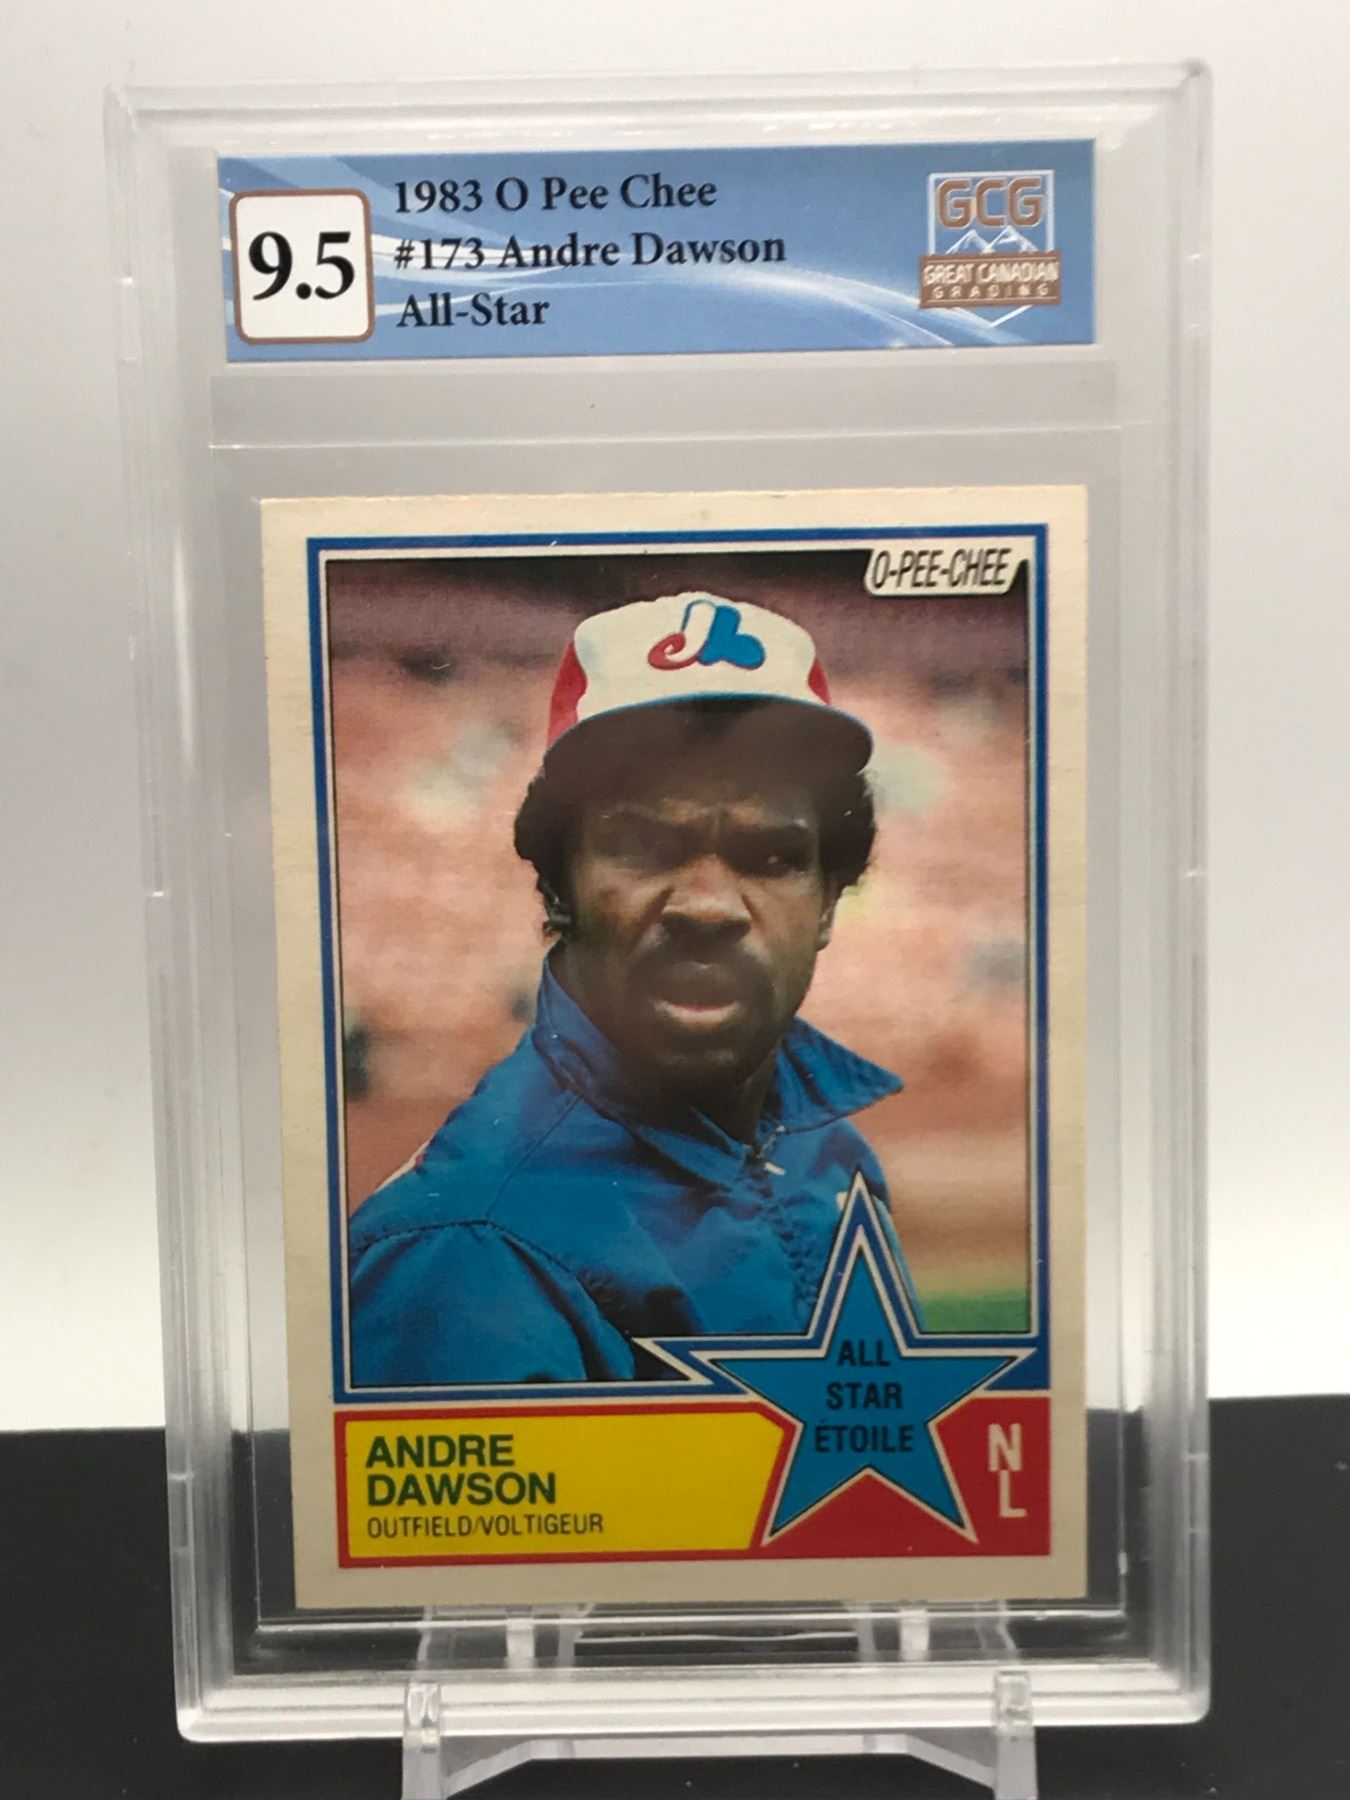 9.5
1983 O Pee Chee
#173 Andre Dawson
All-Star
GCG
GREAT CANADIAN
GRADING
O-PEE-CHEE
ALL
STAR
ÉTOILE
NL
ANDRE
DAWSON
OUTFIELD/VOLTIGEUR